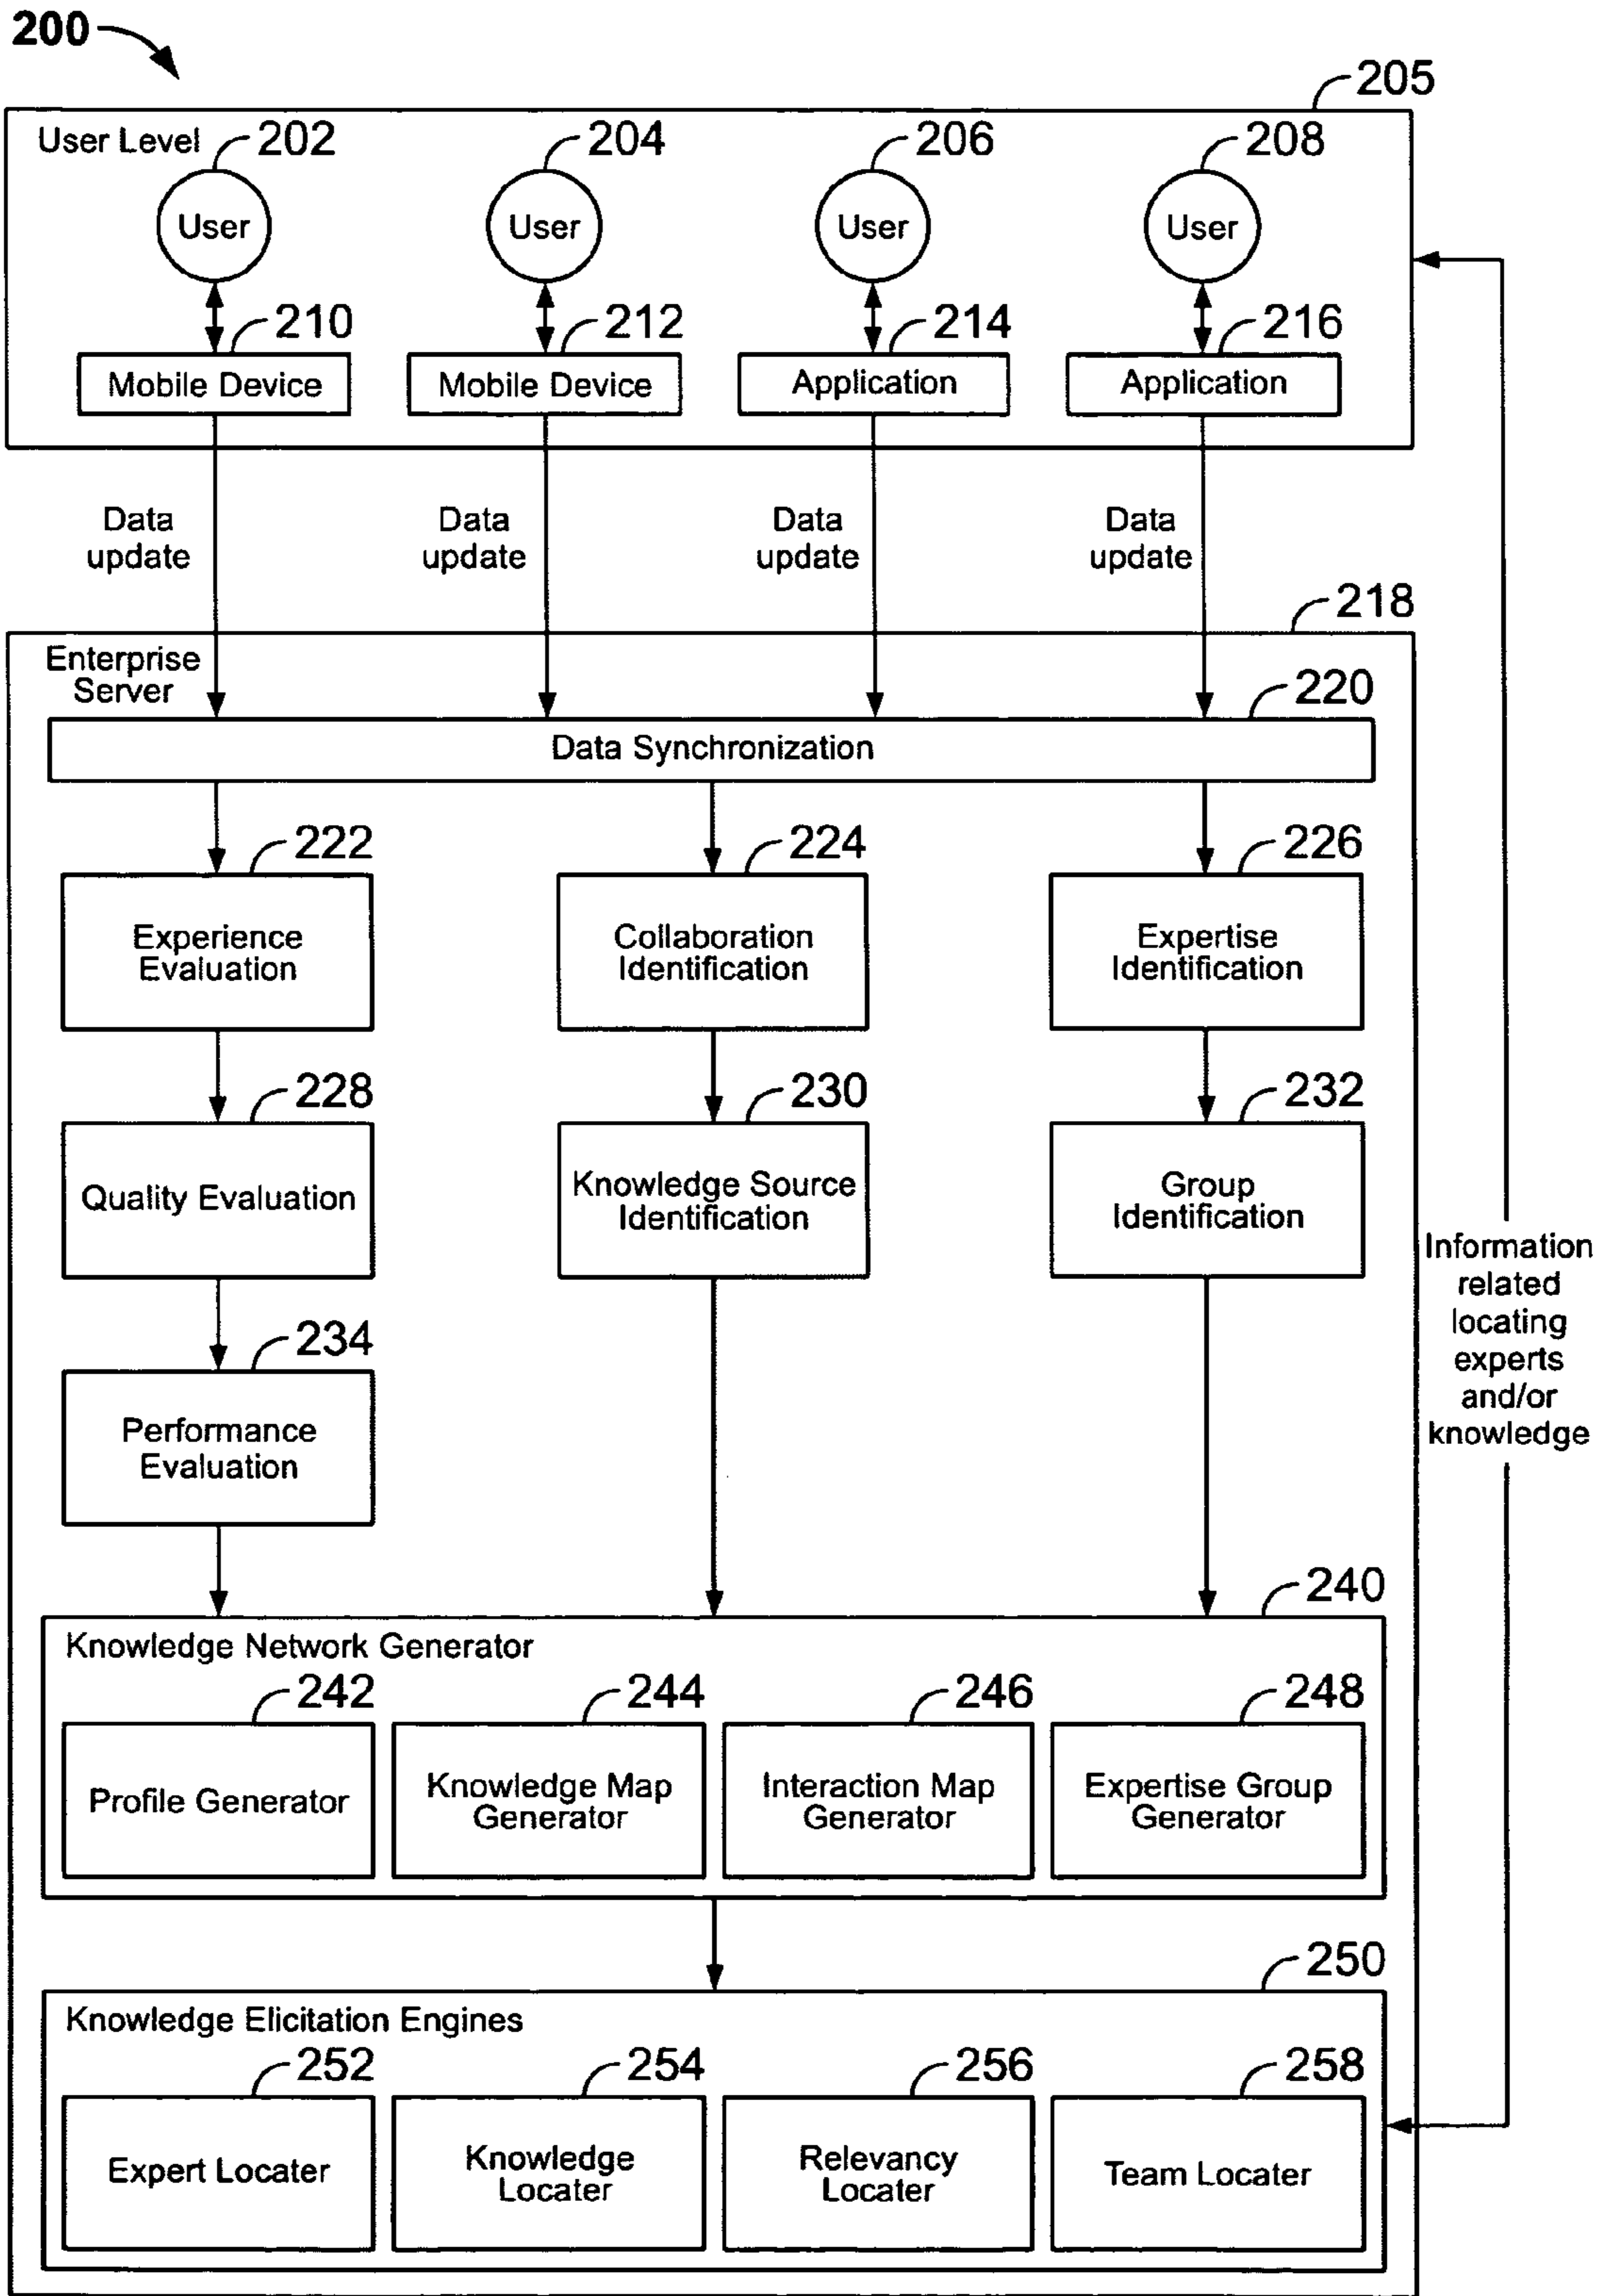 200
205
User Level
202
204
206
208
User
User
User
User
210
212
214
216
Mobile Device
Mobile Device
Application
Application
Data
update
Data
update
Data
update
Data
update
218
Enterprise
Server
220
Data Synchronization
222
224
226
Experience
Evaluation
Collaboration
Identification
Expertise
Identification
228
230
232
Quality Evaluation
Knowledge Source
Identification
Group
Identification
Information
related
locating
experts
and/or
knowledge
234
Performance
Evaluation
240
Knowledge Network Generator
242
244
246
248
Profile Generator
Knowledge Map
Generator
Interaction Map
Generator
Expertise Group
Generator
250
Knowledge Elicitation Engines
252
254
256
258
Expert Locater
Knowledge
Locater
Relevancy
Locater
Team Locater